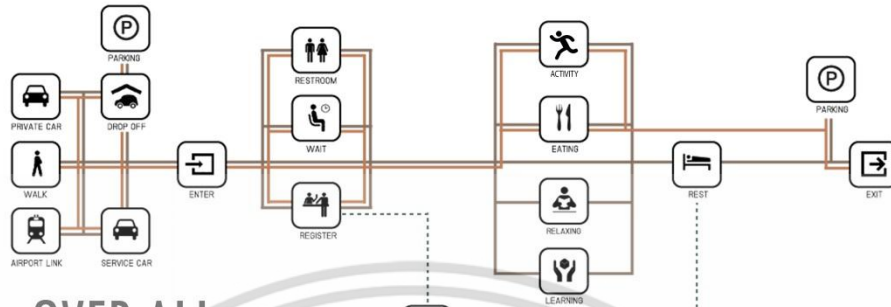 P
PARKING
PRIVATE CAR
DROP OFF
WALK
AIRPORT LINK
SERVICE CAR
ENTER
RESTROOM
WAIT
REGISTER
ACTIVITY
EATING
RELAXING
LEARNING
REST
P
PARKING
EXIT
OVER ALL